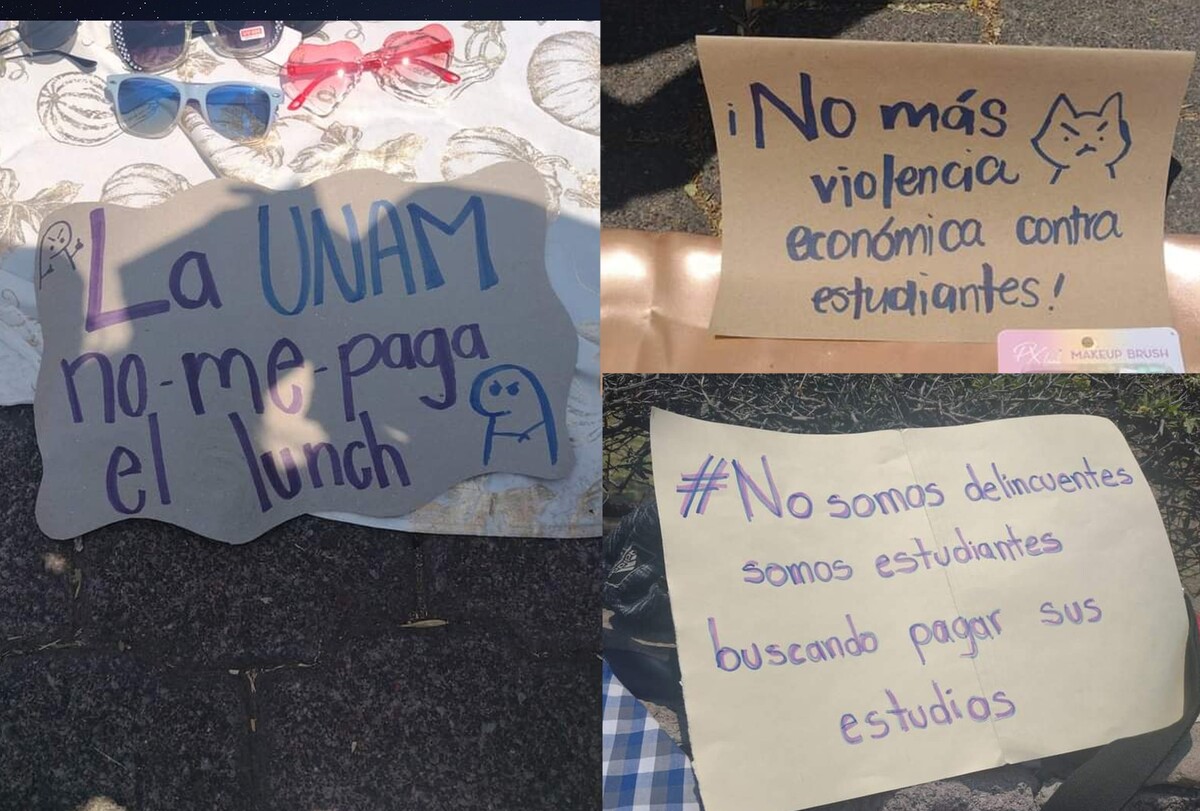 La UNAM
no-me-paga
el lunch
¡No más
violencia
económica contra
estudiantes!
MAKEUP BRUSH
#No somos delincuentes
somos estudiantes
buscando pagar sus
estudios